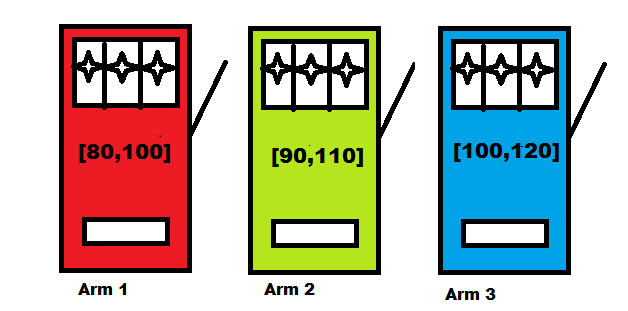 [80,100]
[90,110]
[100,120]
Arm 1
Arm 2
Arm 3